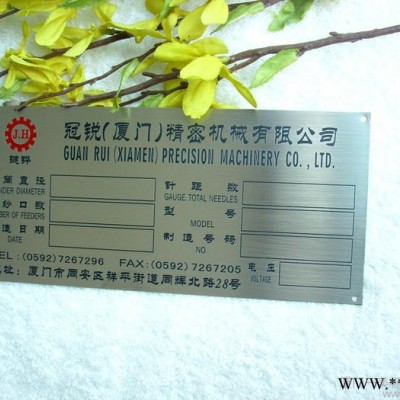 J.H
冠锐(厦门)精密机械有限公司
GUAN RUI (XIAMEN) PRECISION MACHINERY CO., LTD.
筒直径 针距数
NDER DIAMETER GAUGE TOTAL NEEDLES
纱口数 型号
BER OF FEEDERS MODEL
造日期 制造号码
DATE NO
TEL: (0592)7267296 FAX:(0592)7267205 电压
VOLTAGE
地址: 厦门市同安区祥平街道同辉北路28号
www.